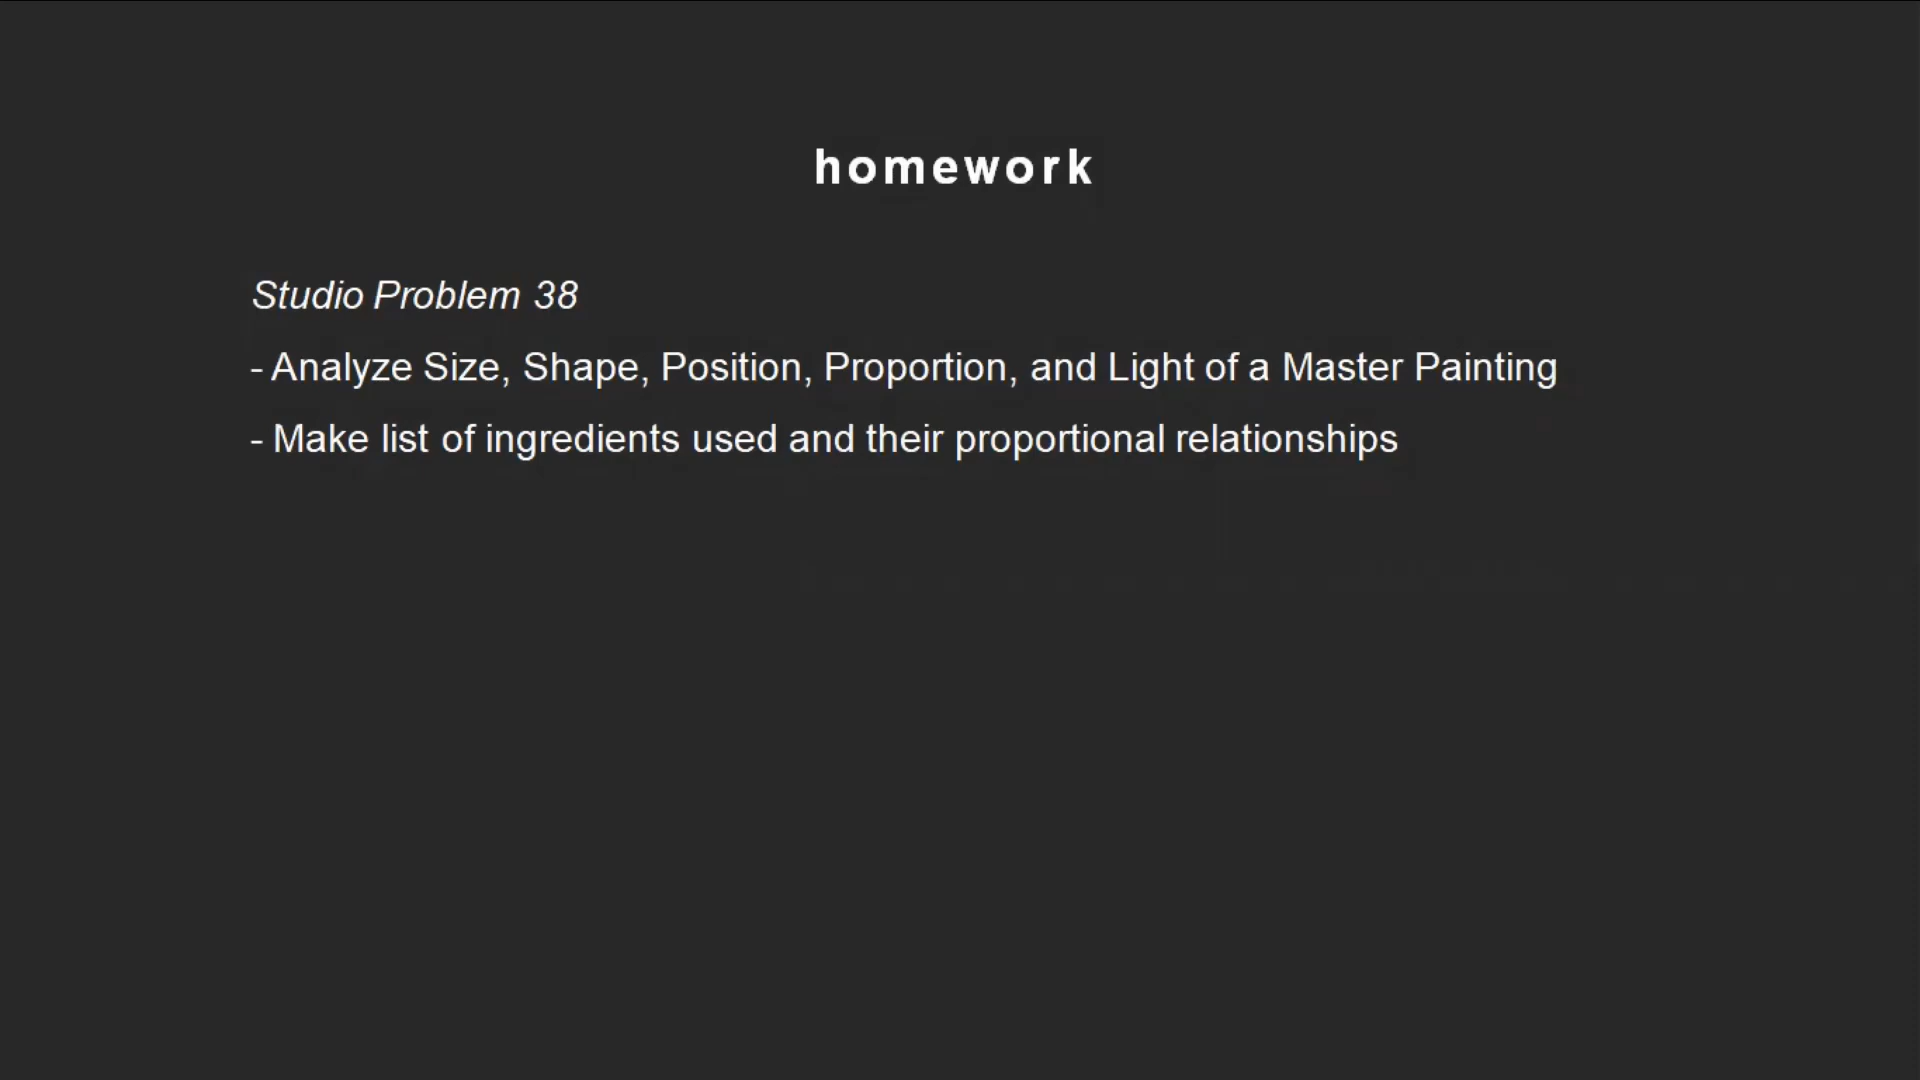 homework
Studio Problem 38
- Analyze Size, Shape, Position, Proportion, and Light of a Master Painting
- Make list of ingredients used and their proportional relationships